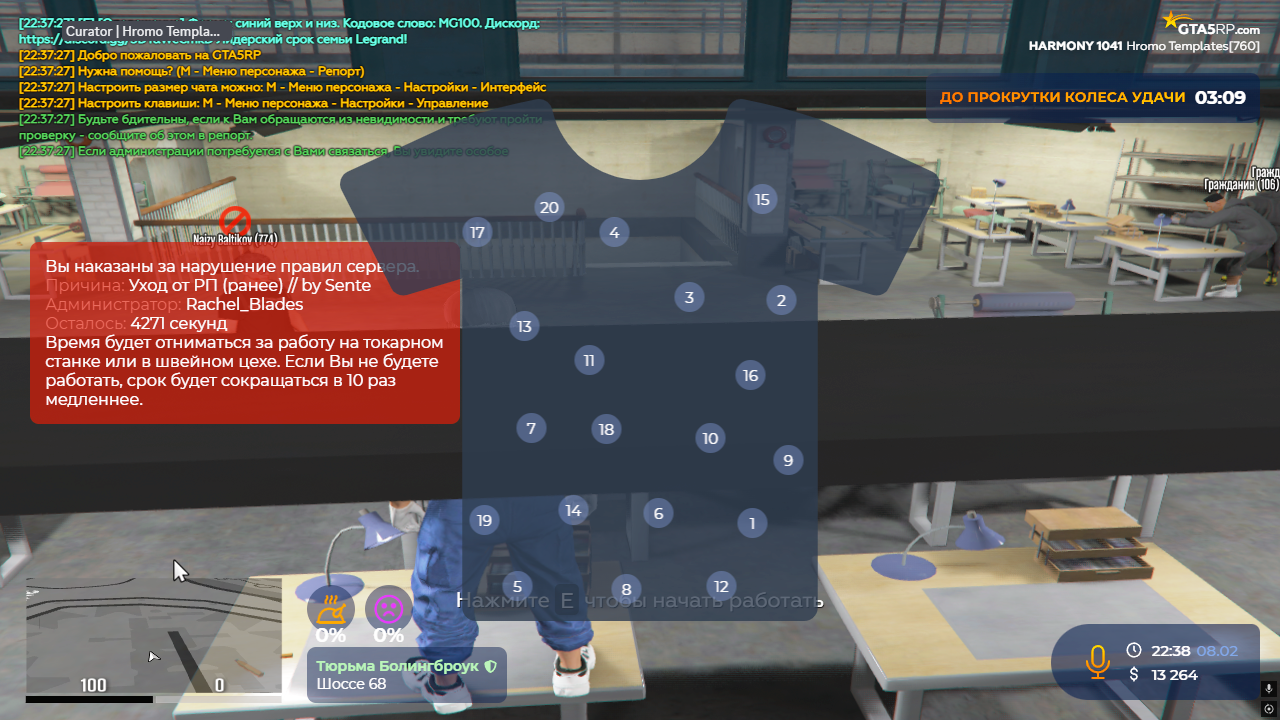 синий верх и низ. Кодовое слово: MG100. Дискорд:
Curator | Hromo Templa...
Лидерский срок семьи Legrand!
[22:37:27] Добро пожаловать на GTA5RP
[22:37:27] Нужна помощь? (М - Меню персонажа - Репорт)
[22:37:27] Настроить размер чата можно: М - Меню персонажа - Настройки - Интерфейс
[22:37:27] Настроить клавиши: М - Меню персонажа - Настройки - Управление
[22:37:27] Будьте бдительны, если к Вам обращаются из невидимости и требуют пройти
проверку - сообщите об этом в репорт.
[22:37:27] Если администрации потребуется с Вами связаться, Вы увидите особое
GTA5RP.com
HARMONY 1041 Hromo Templates[760]
ДО ПРОКРУТКИ КОЛЕСА УДАЧИ 03:09
Гражд
Гражданин (106)
Naizy Baltikov (774)
Вы наказаны за нарушение правил сервера.
Причина: Уход от РП (ранее) // by Sente
Администратор: Rachel_Blades
Осталось: 4271 секунд
Время будет отниматься за работу на токарном
станке или в швейном цехе. Если Вы не будете
работать, срок будет сокращаться в 10 раз
медленнее.
15
20
17 4
3 2
13
11
16
7 18 10
9
14 6
19 1
5 8 12
Нажмите E чтобы начать работать
0% 0%
Тюрьма Болингброук
Шоссе 68
100 0
22:38 08.02
$ 13 264